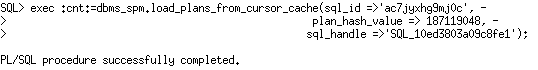 SQL> exec :cnt:=dbms_spm.load_plans_from_cursor_cache(sql_id =>'ac7jyxhg9mj0c', -
> plan_hash_value => 187119048, -
> sql_handle =>'SQL_10ed3803a09c8fe1');
PL/SQL procedure successfully completed.